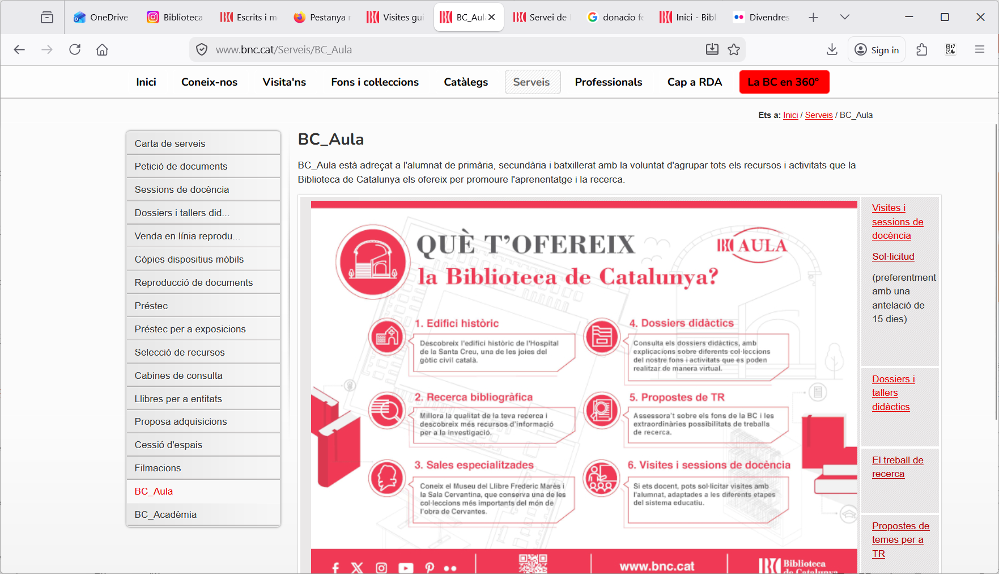 OneDrive
Biblioteca
Escrits i m
Pestanya
Visites gui
BC_Aul
Servei de
donacio fe
Inici - Bibl
Divendres
www.bnc.cat/Serveis/BC_Aula
Sign in
Inici
Coneix-nos
Visita'ns
Fons i col·leccions
Catàlegs
Serveis
Professionals
Cap a RDA
La BC en 360º
Ets a: Inici / Serveis / BC_Aula
Carta de serveis
Petició de documents
Sessions de docència
Dossiers i tallers did...
Venda en línia reprodu...
Còpies dispositius mòbils
Reproducció de documents
Préstec
Préstec per a exposicions
Selecció de recursos
Cabines de consulta
Llibres per a entitats
Proposa adquisicions
Cessió d'espais
Filmacions
BC_Aula
BC_Acadèmia
BC_Aula
BC_Aula està adreçat a l'alumnat de primària, secundària i batxillerat amb la voluntat d'agrupar tots els recursos i activitats que la
Biblioteca de Catalunya els ofereix per promoure l'aprenentatge i la recerca.
QUÈ T'OFEREIX
la Biblioteca de Catalunya?
BC AULA
1. Edifici històric
Descobreix l'edifici històric de l'Hospital
de la Santa Creu, una de les joies del
gòtic civil català.
2. Recerca bibliogràfica
Millora la qualitat de la teva recerca i
descobreix més recursos d'informació
per a la investigació.
3. Sales especialitzades
Coneix el Museu del Llibre Frederic Marès i
la Sala Cervantina, que conserva una de les
col·leccions més importants del món de
l'obra de Cervantes.
4. Dossiers didàctics
Consulta els dossiers didàctics, amb
explicacions sobre diferents col·leccions
del nostre fons i activitats que es poden
realitzar de manera virtual.
5. Propostes de TR
Assessora't sobre els fons de la BC i les
extraordinàries possibilitats de treballs
de recerca.
6. Visites i sessions de docència
Si ets docent, pots sol·licitar visites amb
l'alumnat, adaptades a les diferents etapes
del sistema educatiu.
www.bnc.cat
Biblioteca
de Catalunya
Visites i
sessions de
docència
Sol·licitud
(preferentment
amb una
antelació de
15 dies)
Dossiers i
tallers
didàctics
El treball de
recerca
Propostes de
temes per a
TR